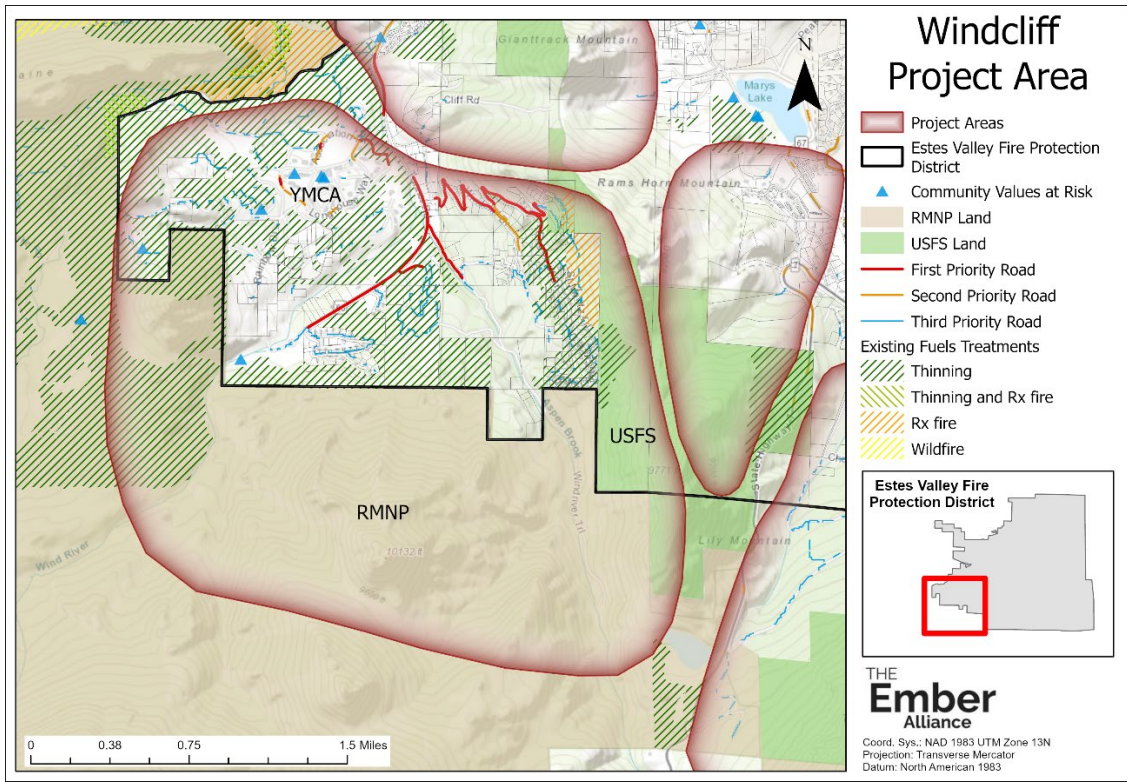 Windcliff
Project Area
Project Areas
Estes Valley Fire Protection
District
Community Values at Risk
RMNP Land
USFS Land
First Priority Road
Second Priority Road
Third Priority Road
Existing Fuels Treatments
Thinning
Thinning and Rx fire
Rx fire
Wildfire
Estes Valley Fire
Protection District
THE
Ember
Alliance
Coord. Sys.: NAD 1983 UTM Zone 13N
Projection: Transverse Mercator
Datum: North American 1983
Gianttrack Mountain
N
Marys
Lake
Cliff Rd
67
Rams Horn Mountain
YMCA
Aspen Brook
USFS
State Highway
Windriver Trl
RMNP
Lily Mountain
Wind River
10132 ft
0
0.38
0.75
1.5 Miles